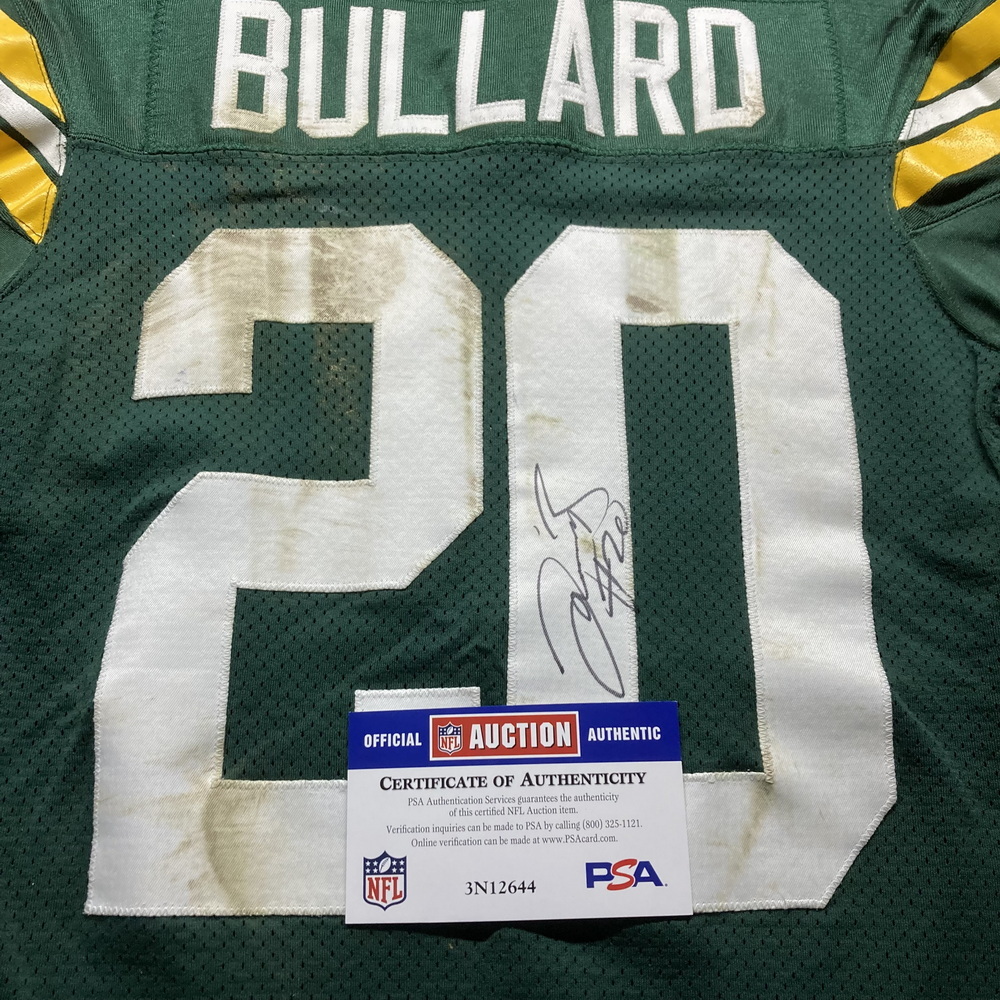 BULLARD
20
#20
OFFICIAL NFL AUCTION AUTHENTIC
CERTIFICATE OF AUTHENTICITY
PSA Authentication Services guarantees the authenticity
of this certified NFL Auction item.
Verification inquiries can be made to PSA by calling (800) 325-1121.
Online verification can be made at www.PSAcard.com.
NFL
3N12644
PSA